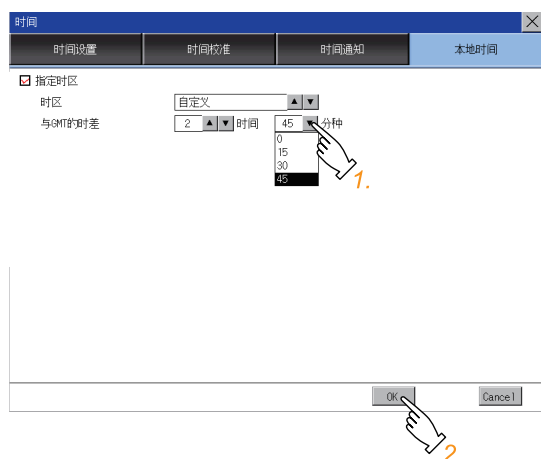 时间
时间设置 时间校准 时间通知 本地时间
指定时区
时区 自定义
与GMT的时差 2 时间 45 分种
0
15
30
45
1.
OK Cancel
2